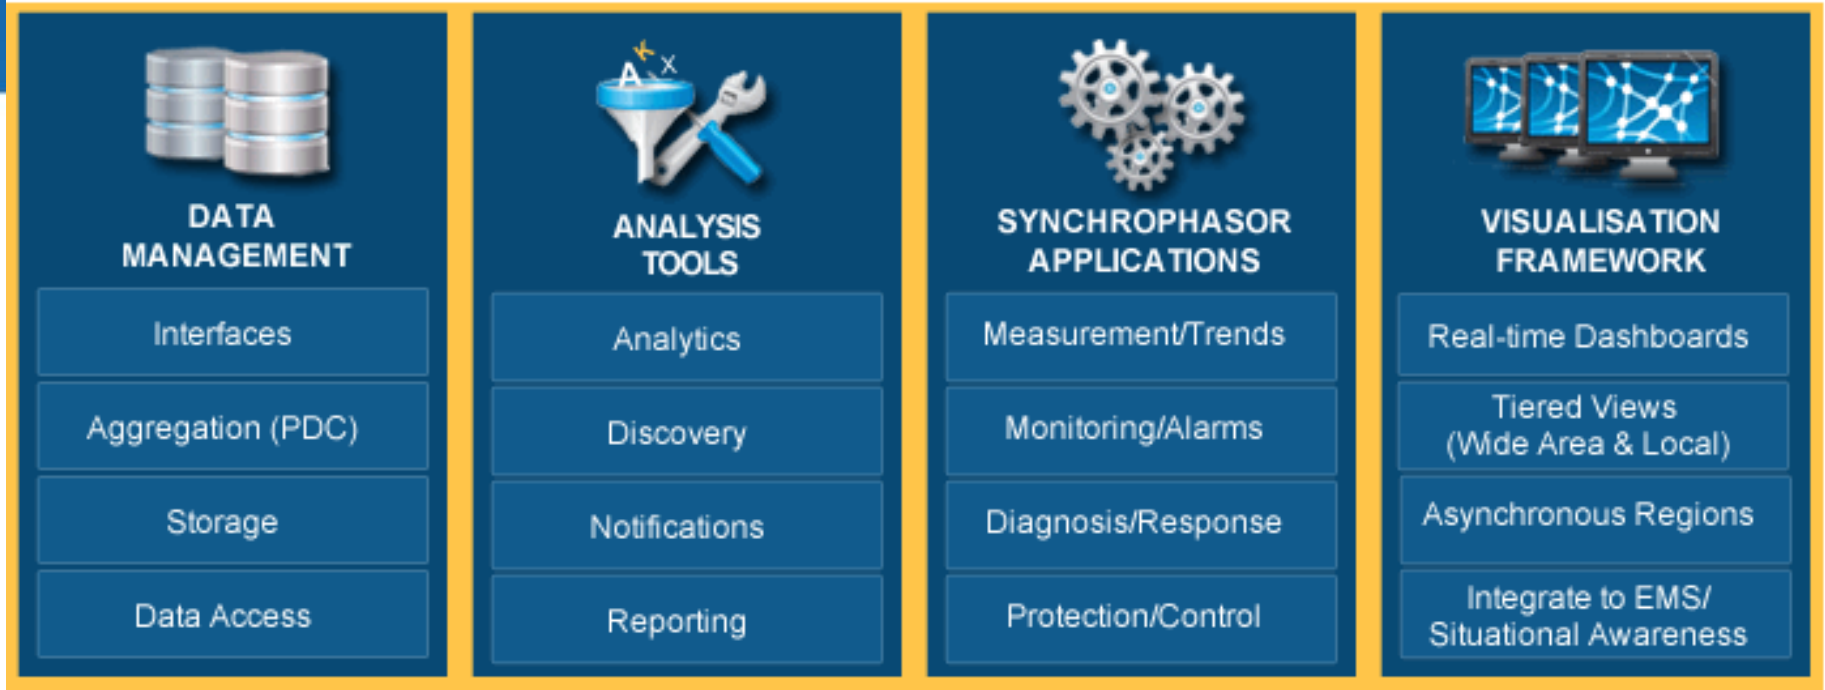 A K X
DATA
MANAGEMENT
Interfaces
Aggregation (PDC)
Storage
Data Access
ANALYSIS
TOOLS
Analytics
Discovery
Notifications
Reporting
SYNCHROPHASOR
APPLICATIONS
Measurement/Trends
Monitoring/Alarms
Diagnosis/Response
Protection/Control
VISUALISATION
FRAMEWORK
Real-time Dashboards
Tiered Views
(Wide Area & Local)
Asynchronous Regions
Integrate to EMS/
Situational Awareness